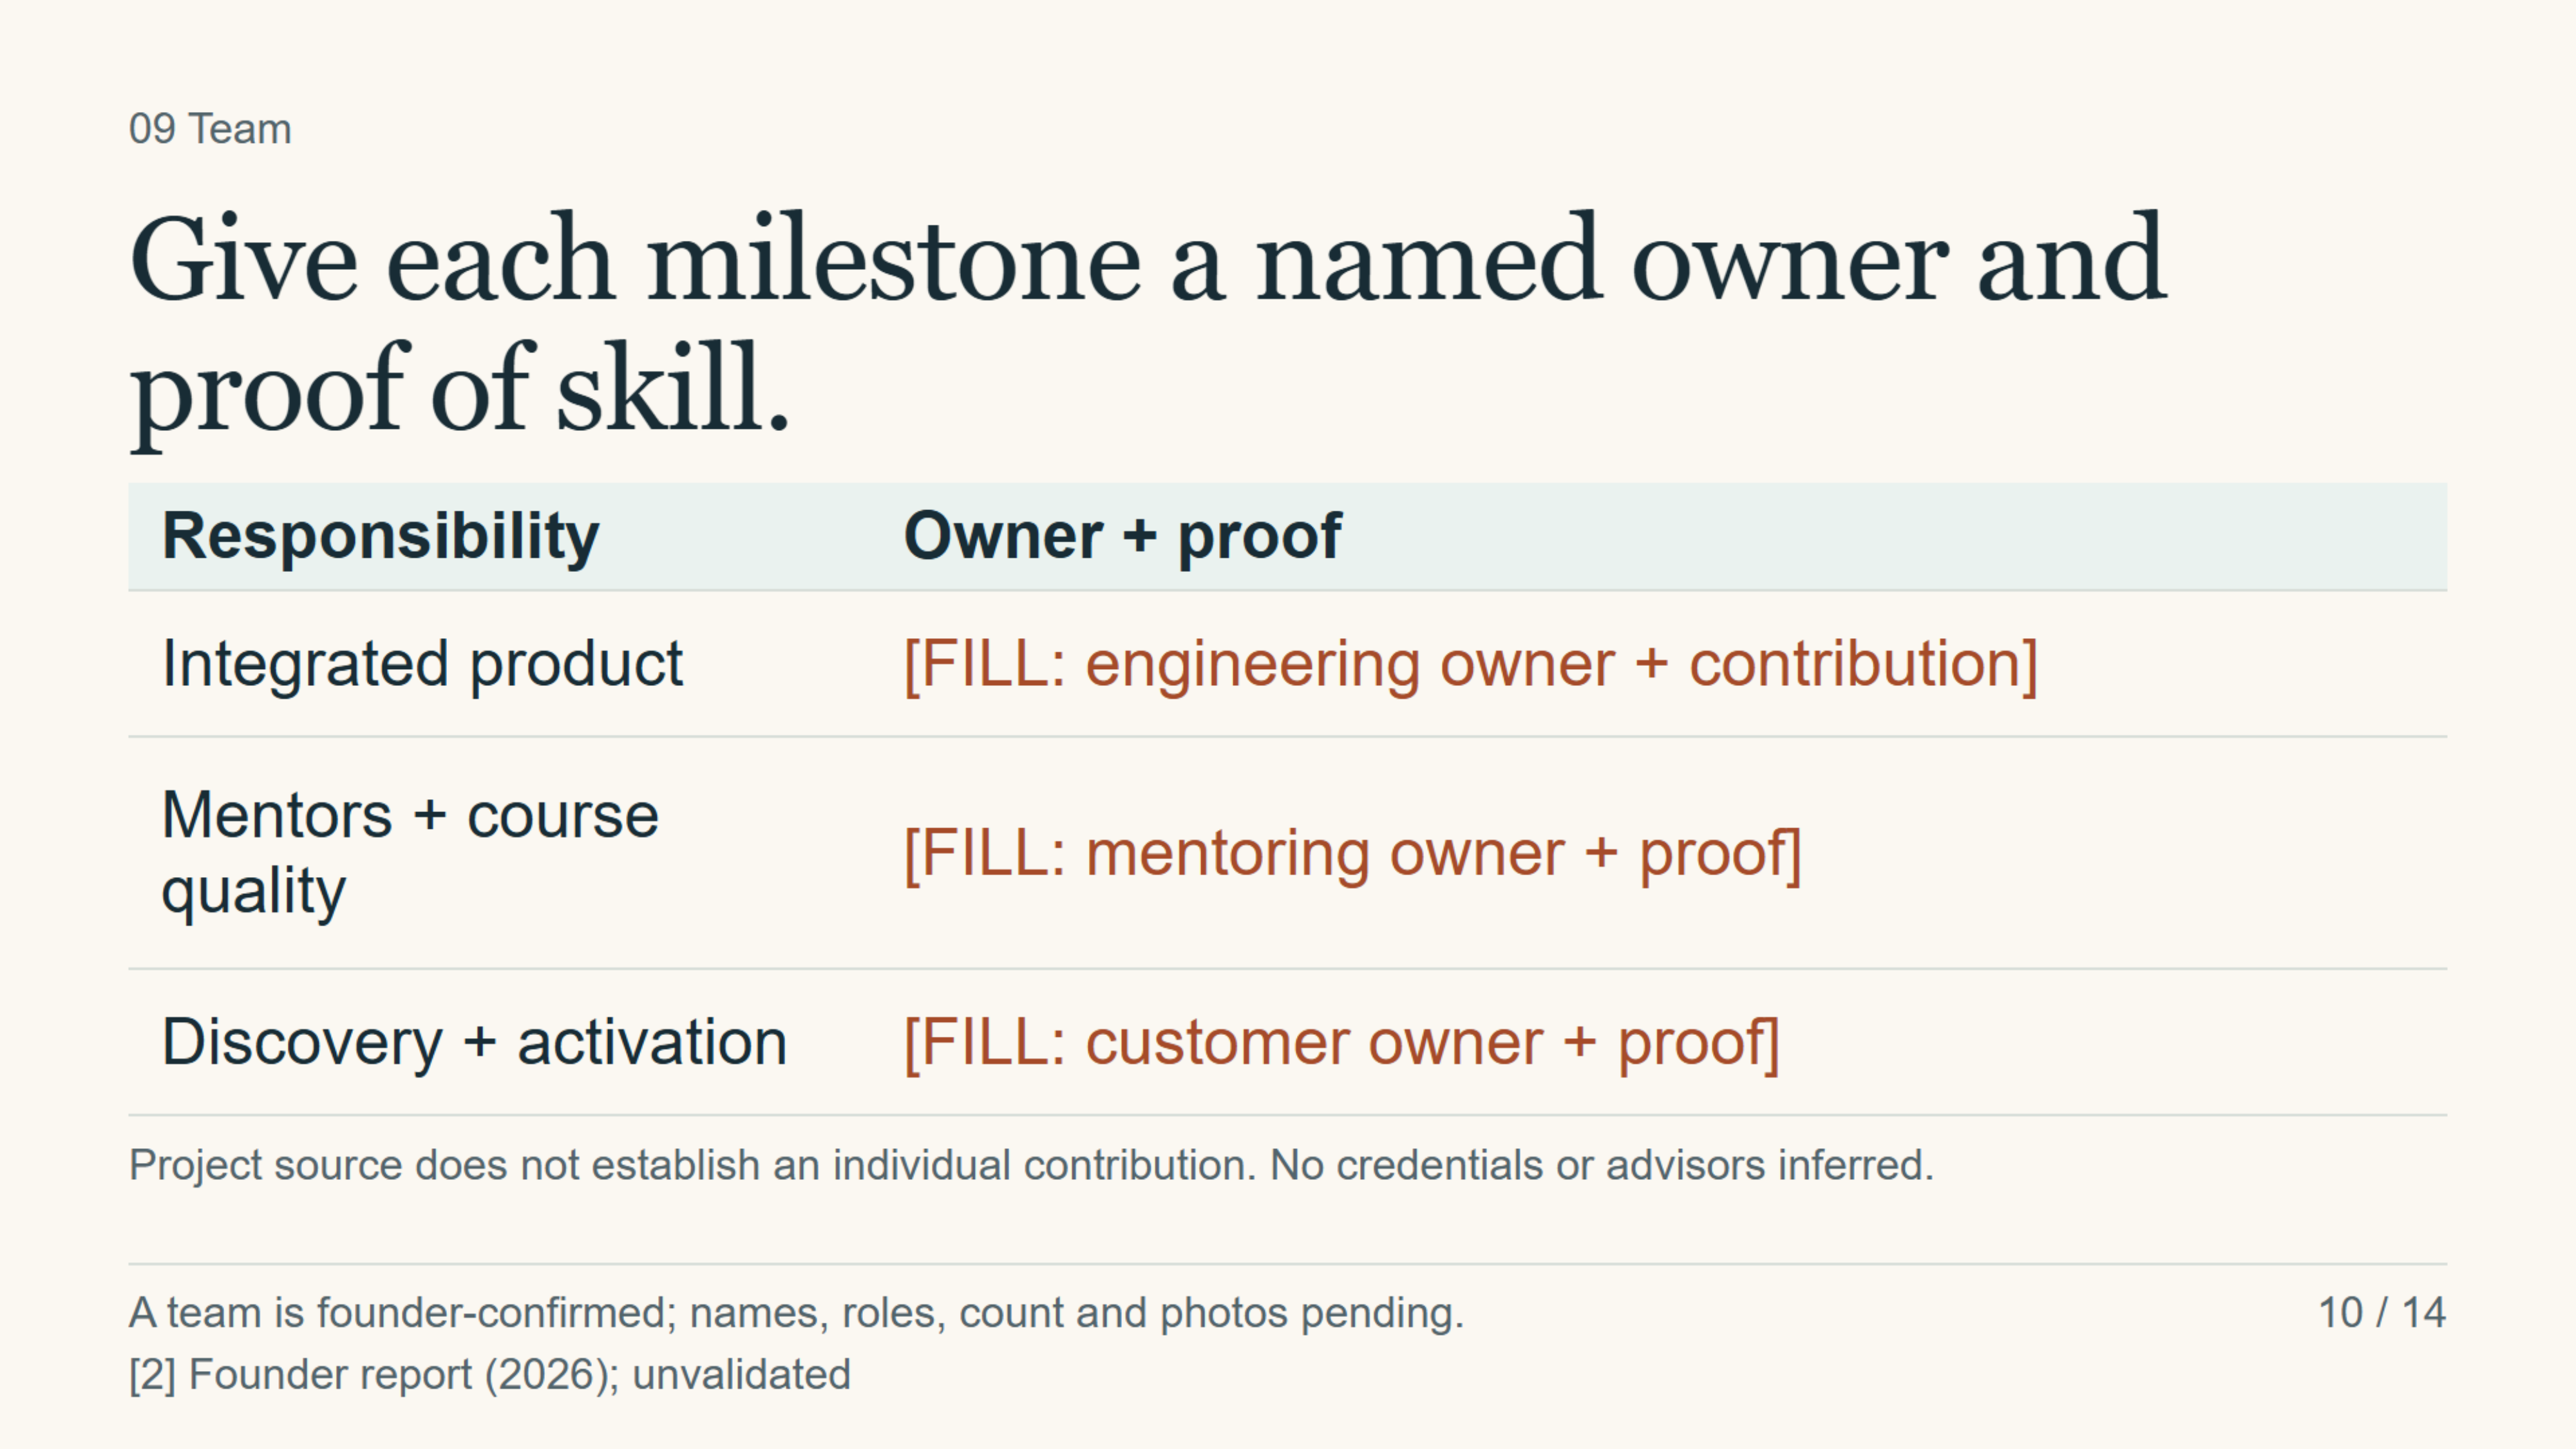 09 Team
Give each milestone a named owner and
proof of skill.
Responsibility Owner + proof
Integrated product [FILL: engineering owner + contribution]
Mentors + course
quality
[FILL: mentoring owner + proof]
Discovery + activation [FILL: customer owner + proof]
Project source does not establish an individual contribution. No credentials or advisors inferred.
A team is founder-confirmed; names, roles, count and photos pending.
10 / 14
[2] Founder report (2026); unvalidated